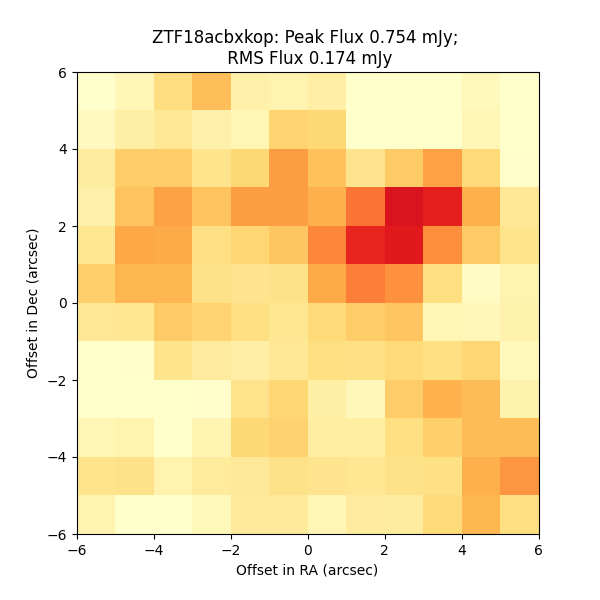 ZTF18acbxkop: Peak Flux 0.754 mJy;
RMS Flux 0.174 mJy
6
4
2
0
−2
−4
−6
Offset in Dec (arcsec)
−6 −4 −2 0 2 4 6
Offset in RA (arcsec)